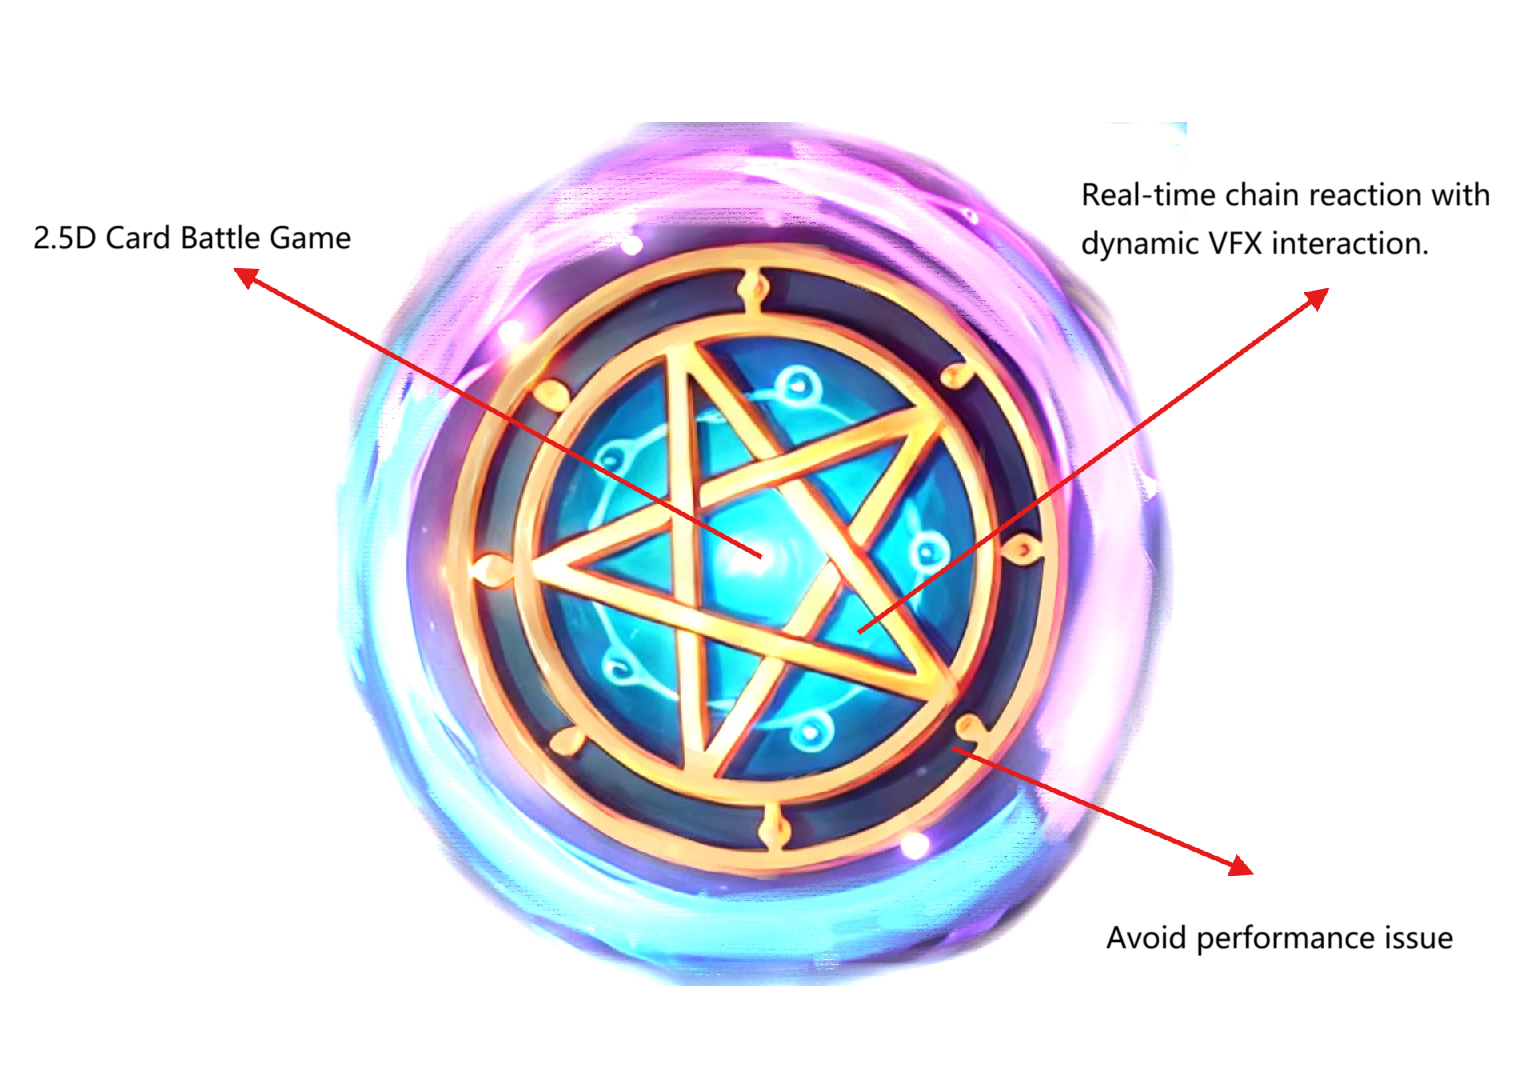 2.5D Card Battle Game
Real-time chain reaction with
dynamic VFX interaction.
Avoid performance issue